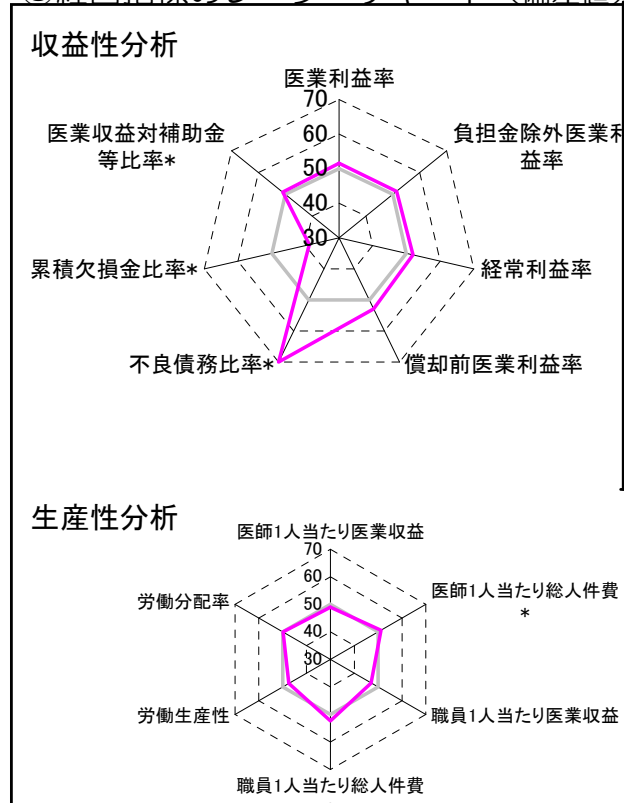 収益性分析
医業利益率
70
60
50
40
30
負担金除外医業利
益率
経常利益率
償却前医業利益率
不良債務比率*
累積欠損金比率*
医業収益対補助金
等比率*
生産性分析
医師1人当たり医業収益
70
60
50
40
30
医師1人当たり総人件費
*
職員1人当たり医業収益
職員1人当たり総人件費
労働生産性
労働分配率